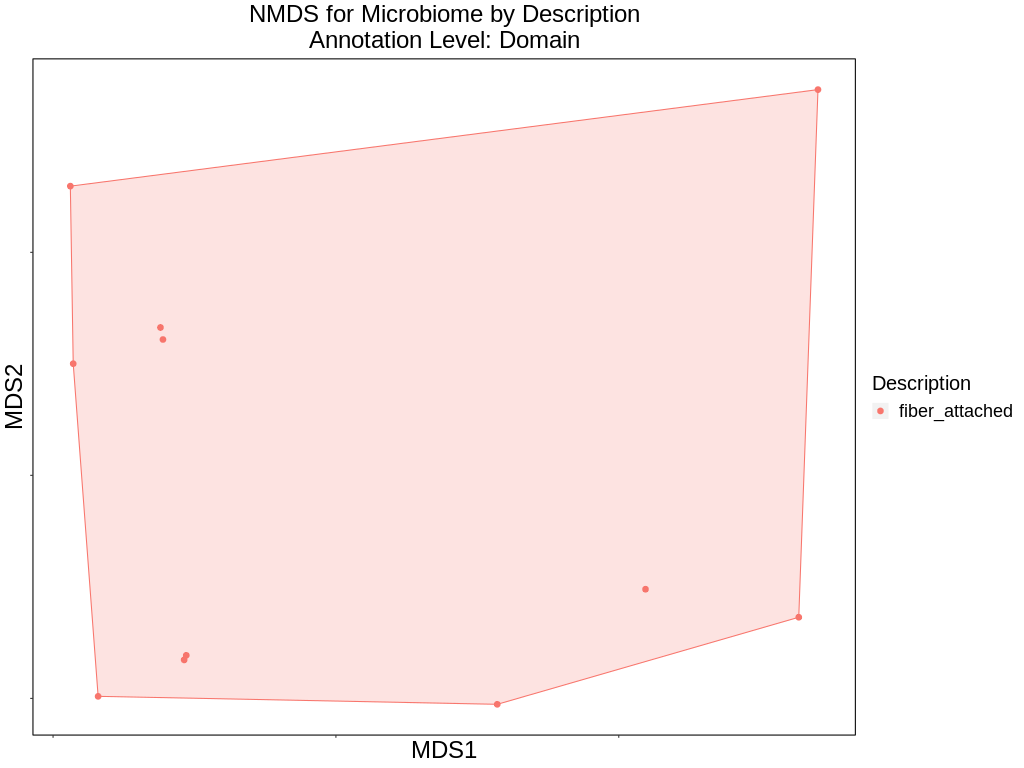 NMDS for Microbiome by Description
Annotation Level: Domain
MDS2
MDS1
Description
fiber_attached